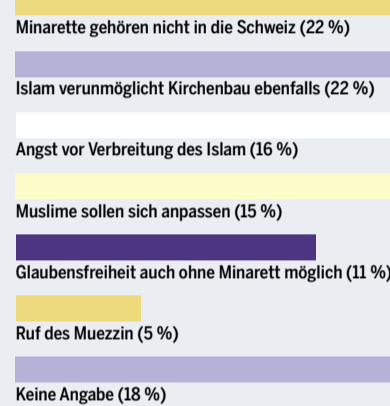 Minarette gehören nicht in die Schweiz (22 %)
Islam verunmöglicht Kirchenbau ebenfalls (22 %)
Angst vor Verbreitung des Islam (16 %)
Muslime sollen sich anpassen (15 %)
Glaubensfreiheit auch ohne Minarett möglich (11 %)
Ruf des Muezzin (5 %)
Keine Angabe (18 %)